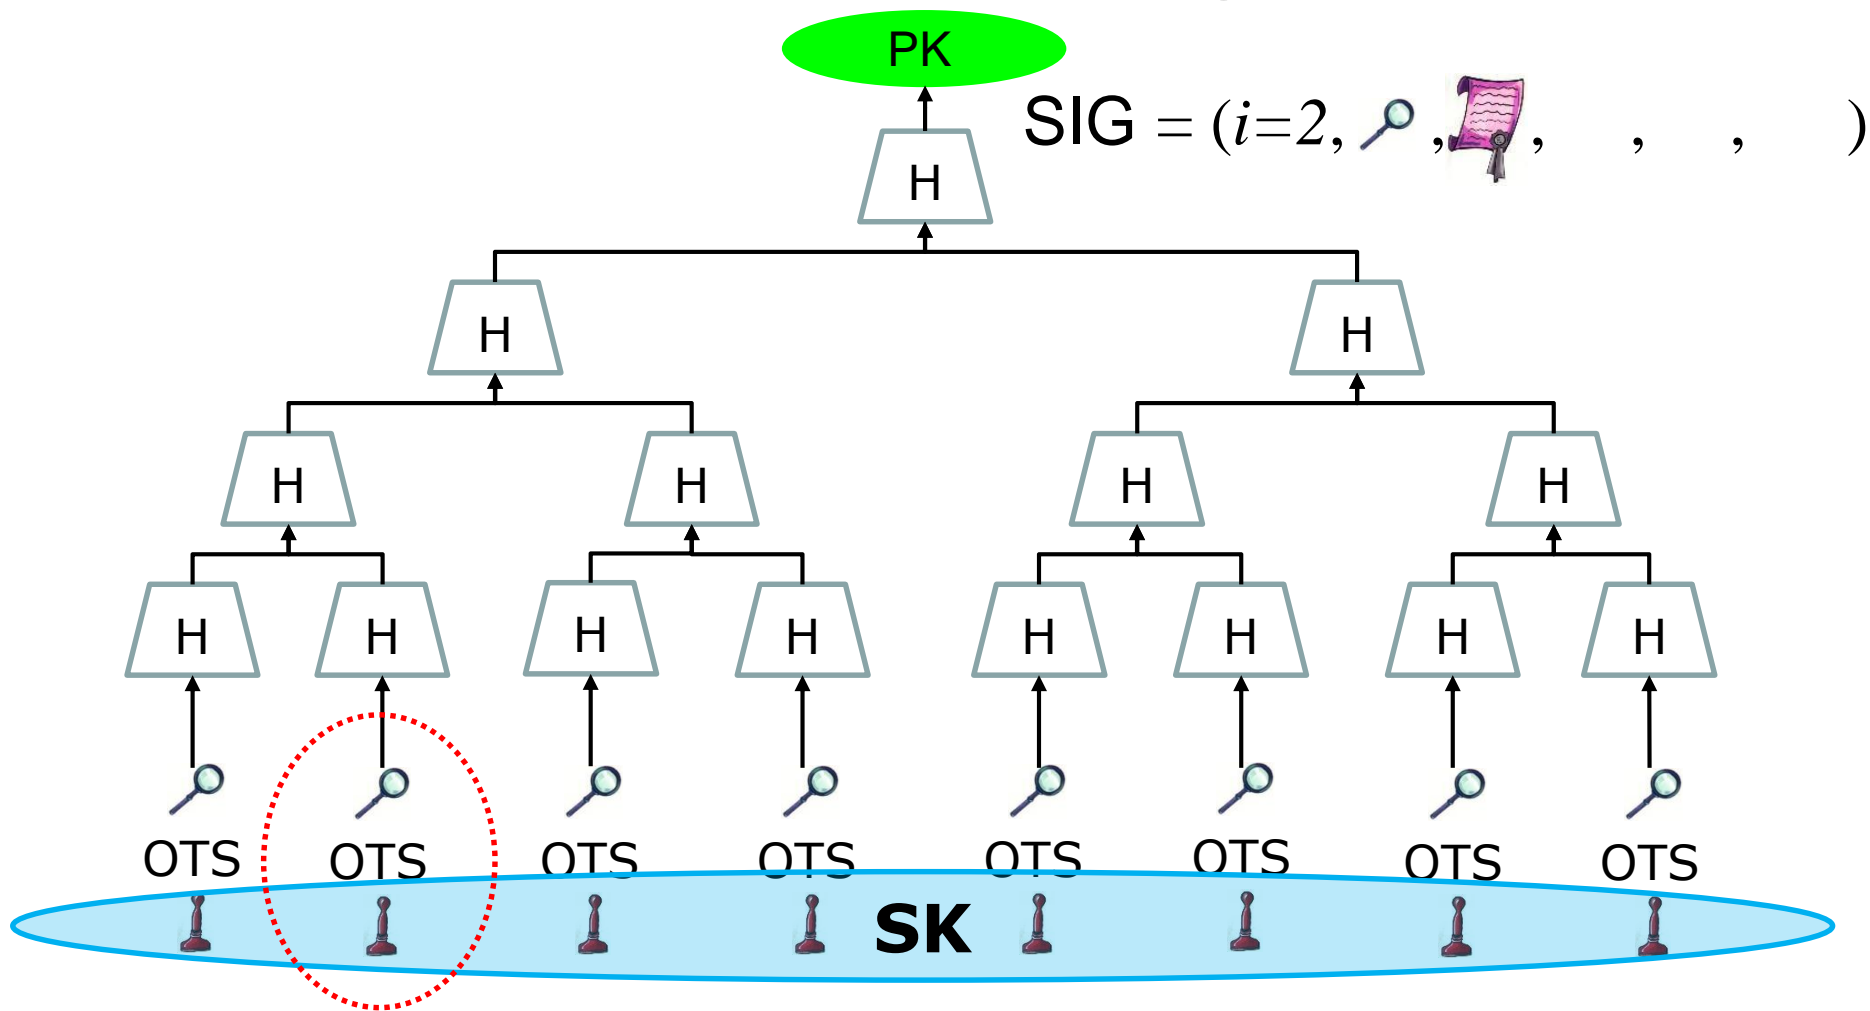 PK
SIG = (i=2, , , , , , )
H
H H
H H H H
H H H H H H H H
OTS OTS OTS OTS OTS OTS OTS OTS
SK